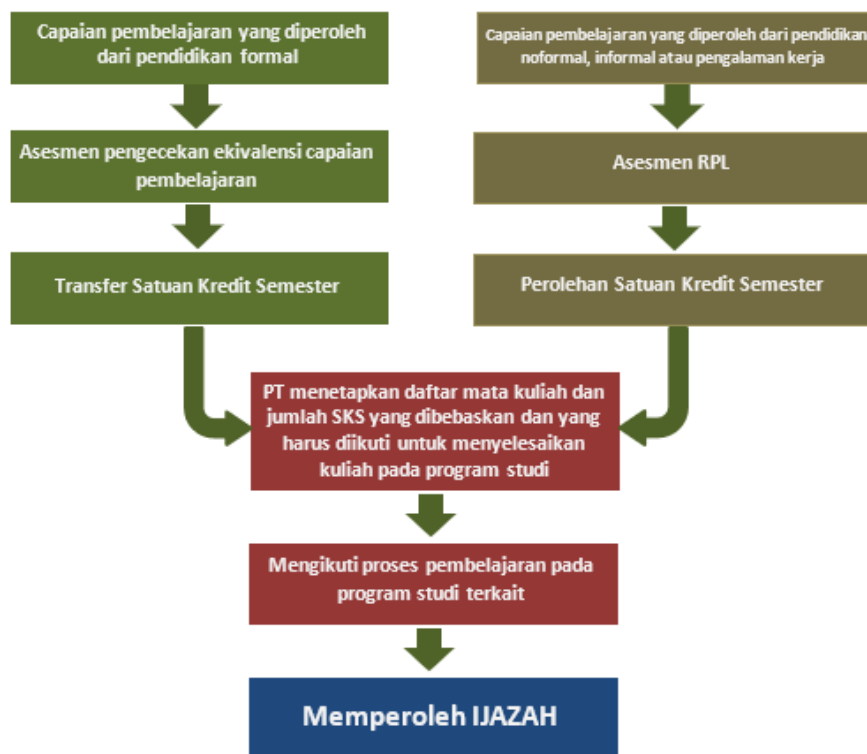 Capaian pembelajaran yang diperoleh
dari pendidikan formal
Asesmen pengecekan ekivalensi capaian
pembelajaran
Transfer Satuan Kredit Semester
Capaian pembelajaran yang diperoleh dari pendidikan
noformal, informal atau pengalaman kerja
Asesmen RPL
Perolehan Satuan Kredit Semester
PT menetapkan daftar mata kuliah dan
jumlah SKS yang dibebaskan dan yang
harus diikuti untuk menyelesaikan
kuliah pada program studi
Mengikuti proses pembelajaran pada
program studi terkait
Memperoleh IJAZAH